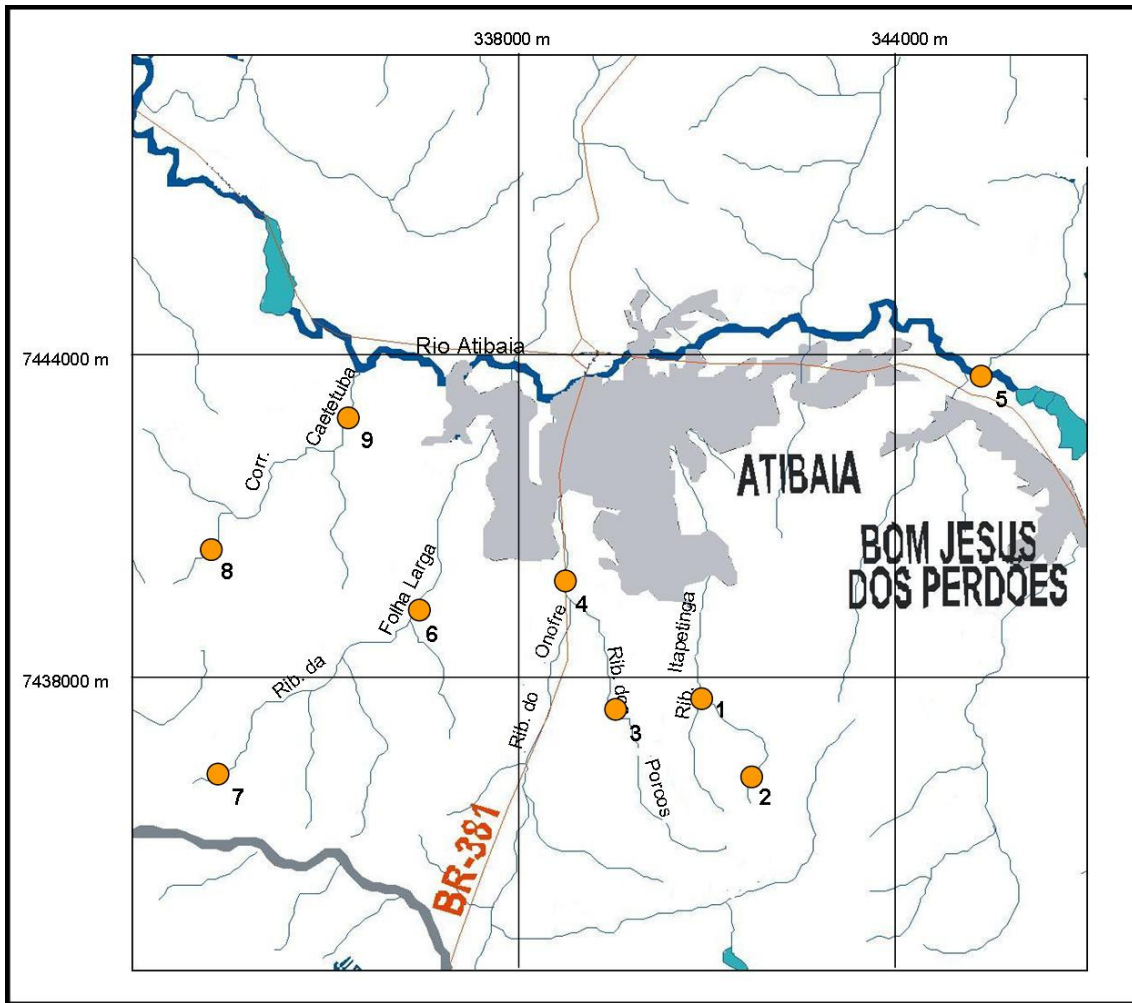 338000 m
344000 m
7444000 m
Rio Atibaia
5
Corr. Caetetuba
9
ATIBAIA
8
BOM JESUS
DOS PERDÕES
4
Rib. da Folha Larga
6
Rib. do Onofre
Rib. do Porcos
Rib. Itapetinga
7438000 m
1
3
2
7
BR-381